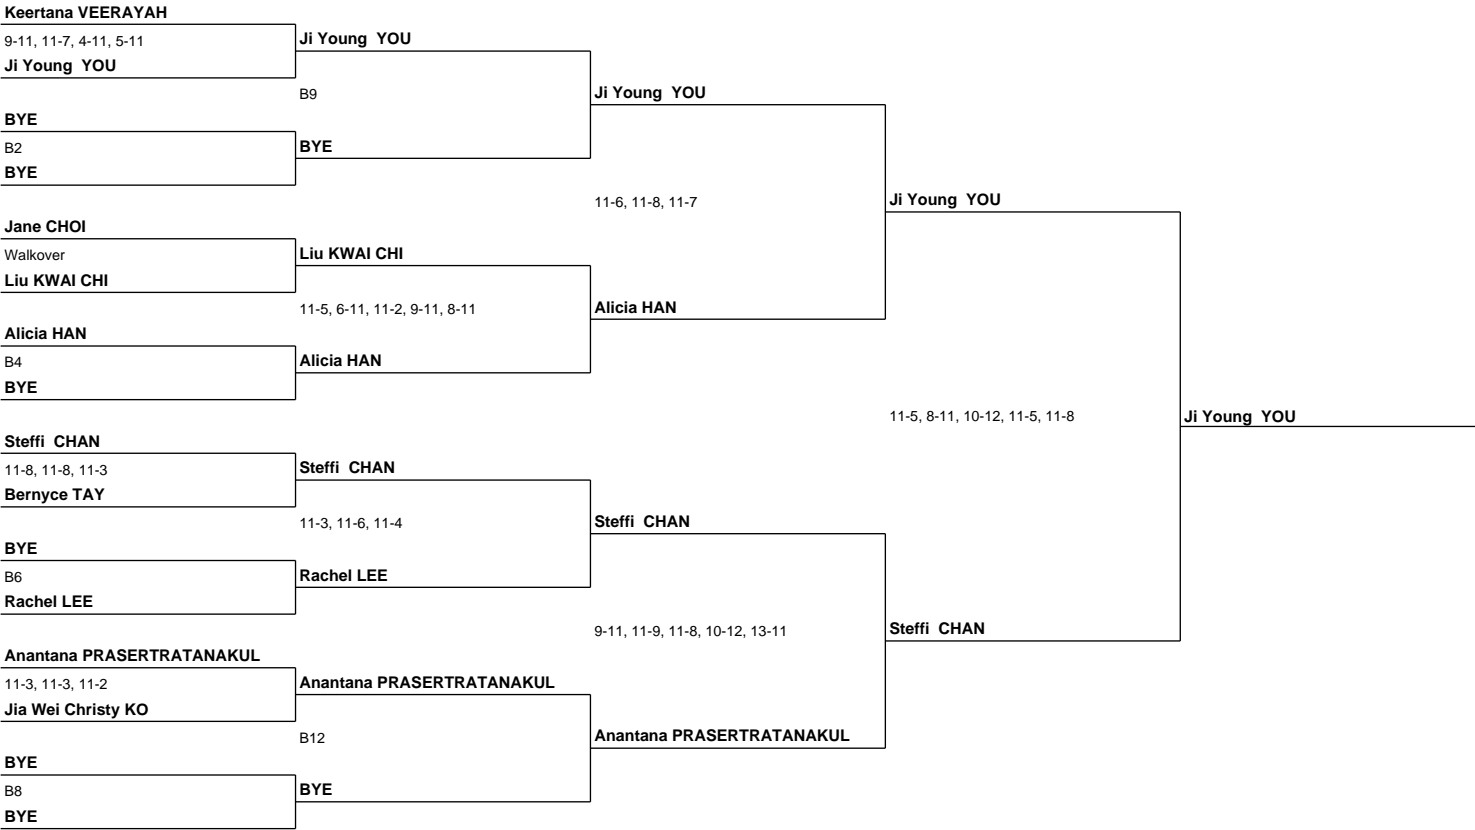 Keertana VEERAYAH
9-11, 11-7, 4-11, 5-11
Ji Young  YOU
BYE
B2
BYE
Jane CHOI
Walkover
Liu KWAI CHI
Alicia HAN
B4
BYE
Steffi  CHAN
11-8, 11-8, 11-3
Bernyce TAY
BYE
B6
Rachel LEE
Anantana PRASERTRATANAKUL
11-3, 11-3, 11-2
Jia Wei Christy KO
BYE
B8
BYE
Ji Young  YOU
B9
BYE
Liu KWAI CHI
11-5, 6-11, 11-2, 9-11, 8-11
Alicia HAN
Steffi  CHAN
11-3, 11-6, 11-4
Rachel LEE
Anantana PRASERTRATANAKUL
B12
BYE
Ji Young  YOU
11-6, 11-8, 11-7
Alicia HAN
Steffi  CHAN
9-11, 11-9, 11-8, 10-12, 13-11
Anantana PRASERTRATANAKUL
Ji Young  YOU
11-5, 8-11, 10-12, 11-5, 11-8
Steffi  CHAN
Ji Young  YOU